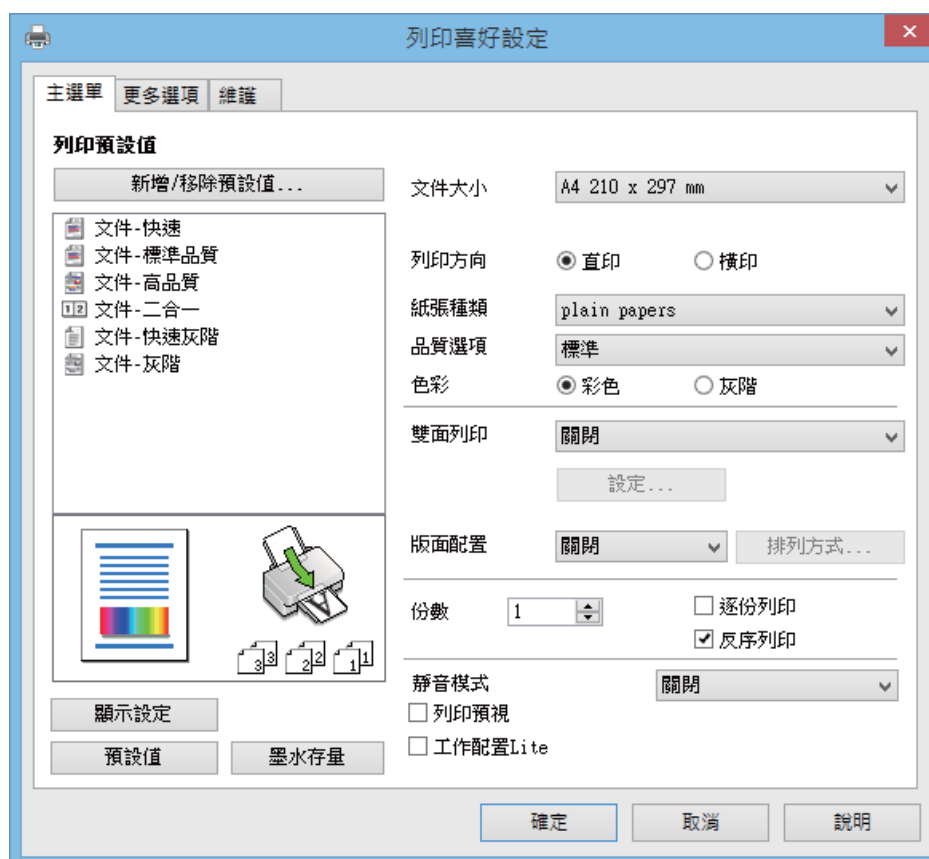 列印喜好設定
主選單 更多選項 維護
列印預設值
新增/移除預設值...
文件-快速
文件-標準品質
文件-高品質
12 文件-二合一
文件-快速灰階
文件-灰階
33 22 11
顯示設定
預設值 墨水存量
文件大小 A4 210 x 297 mm
列印方向 直印 橫印
紙張種類 plain papers
品質選項 標準
色彩 彩色 灰階
雙面列印 關閉
設定...
版面配置 關閉 排列方式...
份數 1 逐份列印
反序列印
靜音模式 關閉
列印預視
工作配置Lite
確定 取消 說明